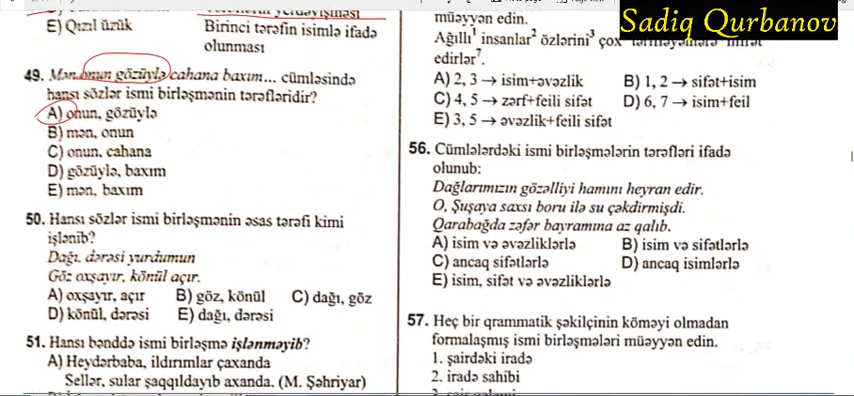 E) Qızıl üzük
Birinci tərəfin isimlə ifadə
olunması
49. Mən onun gözüylə cahana baxım... cümləsində
hansı sözlər ismi birləşmənin tərəfləridir?
A) onun, gözüylə
B) mən, onun
C) onun, cahana
D) gözüylə, baxım
E) mən, baxım
50. Hansı sözlər ismi birləşmənin əsas tərəfi kimi
işlənib?
Dağı, dərəsi yurdumun
Göz oxşayır, könül açır.
A) oxşayır, açır B) göz, könül C) dağı, göz
D) könül, dərəsi E) dağı, dərəsi
51. Hansı bənddə ismi birləşmə işlənməyib?
A) Heydərbaba, ildırımlar çaxanda
Sellər, sular şaqqıldayıb axanda. (M. Şəhriyar)
müəyyən edin.
Ağıllı¹ insanlar² özlərini³ çox
edirlər⁷.
A) 2, 3 → isim+əvəzlik B) 1, 2 → sifət+isim
C) 4, 5 → zərf+feili sifət D) 6, 7 → isim+feil
E) 3, 5 → əvəzlik+feili sifət
56. Cümlələrdəki ismi birləşmələrin tərəfləri ifadə
olunub:
Dağlarımızın gözəlliyi hamını heyran edir.
O, Şuşaya saxsı boru ilə su çəkdirmişdi.
Qarabağda zəfər bayramına az qalıb.
A) isim və əvəzliklərlə B) isim və sifətlərlə
C) ancaq sifətlərlə D) ancaq isimlərlə
E) isim, sifət və əvəzliklərlə
57. Heç bir qrammatik şəkilçinin köməyi olmadan
formalaşmış ismi birləşmələri müəyyən edin.
1. şairdəki iradə
2. iradə sahibi
Sadiq Qurbanov